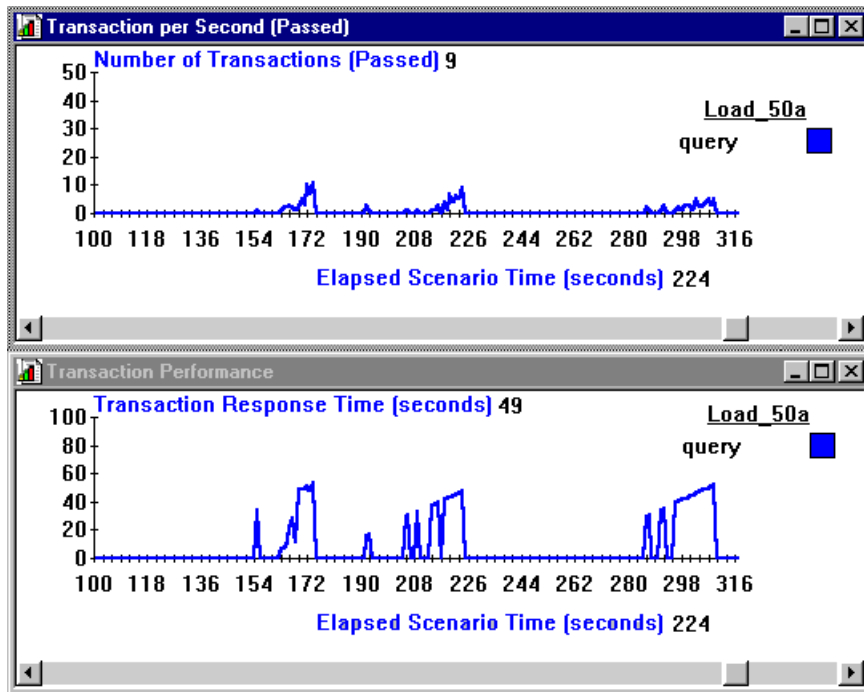 Transaction per Second (Passed)
Number of Transactions (Passed) 9
50
40
30
20
10
0
Load_50a
query
100 118 136 154 172 190 208 226 244 262 280 298 316
Elapsed Scenario Time (seconds) 224
Transaction Performance
Transaction Response Time (seconds) 49
100
80
60
40
20
0
Load_50a
query
100 118 136 154 172 190 208 226 244 262 280 298 316
Elapsed Scenario Time (seconds) 224